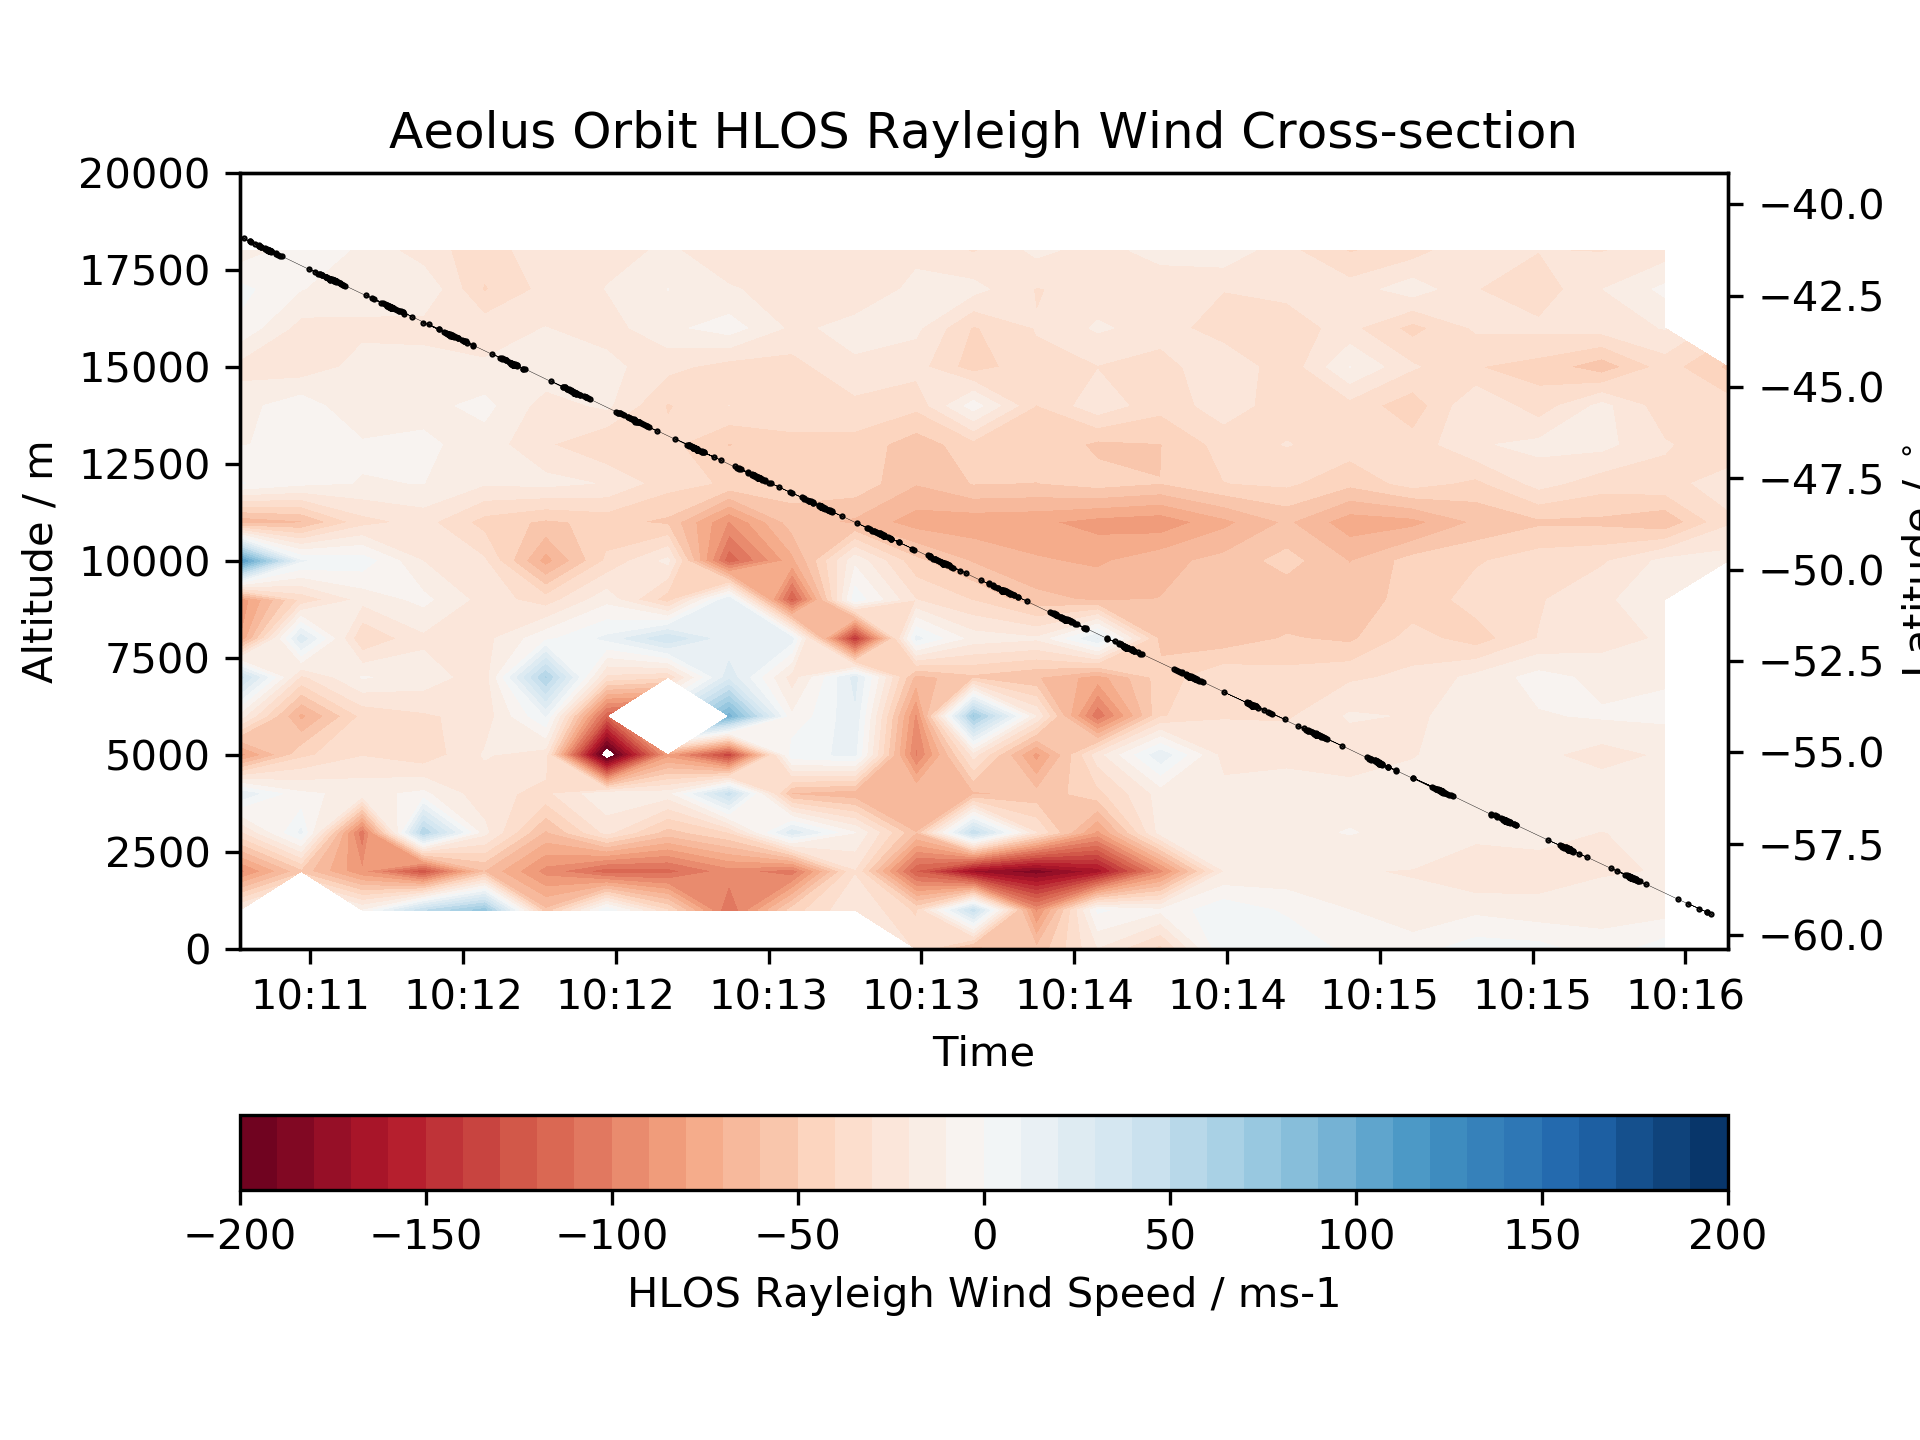 Aeolus Orbit HLOS Rayleigh Wind Cross-section
20000
17500
15000
12500
10000
7500
5000
2500
0
Altitude / m
−40.0
−42.5
−45.0
−47.5
−50.0
−52.5
−55.0
−57.5
−60.0
Latitude / °
10:11 10:12 10:12 10:13 10:13 10:14 10:14 10:15 10:15 10:16
Time
−200 −150 −100 −50 0 50 100 150 200
HLOS Rayleigh Wind Speed / ms-1